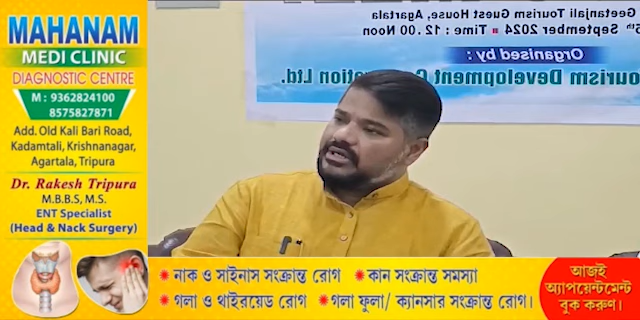 MAHANAM
MEDI CLINIC
DIAGNOSTIC CENTRE
M : 9362824100
8575827871
Add. Old Kali Bari Road,
Kadamtali, Krishnanagar,
Agartala, Tripura
Dr. Rakesh Tripura
M.B.B.S, M.S.
ENT Specialist
(Head & Nack Surgery)
Geetanjali Tourism Guest House, Agartala
September 2024 ■ Time : 12.00 Noon
Organised by :
Tourism Development Ltd.
✹ নাক ও সাইনাস সংক্রান্ত রোগ ✹ কান সংক্রান্ত সমস্যা
✹ গলা ও থাইরয়েড রোগ ✹ গলা ফুলা/ ক্যানসার সংক্রান্ত রোগ।
আজই
অ্যাপয়েন্টমেন্ট
বুক করুণ।